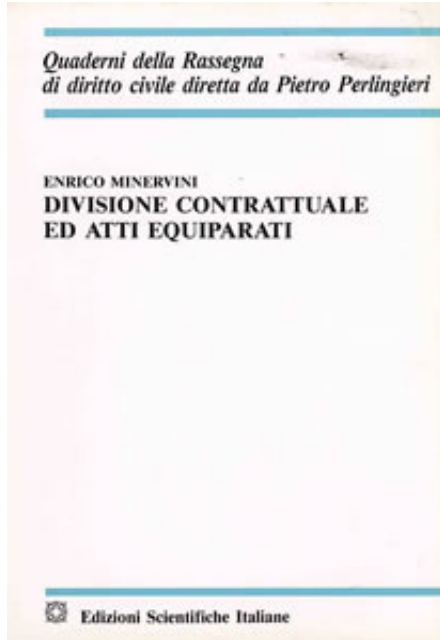 Quaderni della Rassegna
di diritto civile diretta da Pietro Perlingieri
ENRICO MINERVINI
DIVISIONE CONTRATTUALE
ED ATTI EQUIPARATI
Edizioni Scientifiche Italiane